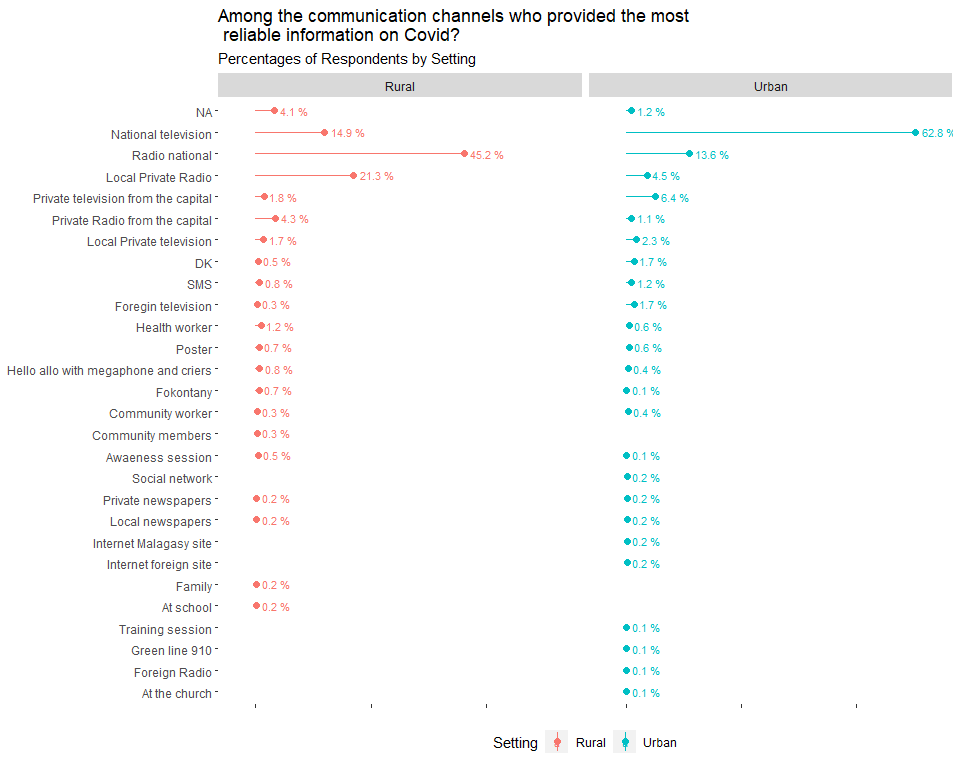 Among the communication channels who provided the most
reliable information on Covid?
Percentages of Respondents by Setting
Rural Urban
NA 4.1 % 1.2 %
National television 14.9 % 62.8 %
Radio national 45.2 % 13.6 %
Local Private Radio 21.3 % 4.5 %
Private television from the capital 1.8 % 6.4 %
Private Radio from the capital 4.3 % 1.1 %
Local Private television 1.7 % 2.3 %
DK 0.5 % 1.7 %
SMS 0.8 % 1.2 %
Foregin television 0.3 % 1.7 %
Health worker 1.2 % 0.6 %
Poster 0.7 % 0.6 %
Hello allo with megaphone and criers 0.8 % 0.4 %
Fokontany 0.7 % 0.1 %
Community worker 0.3 % 0.4 %
Community members 0.3 %
Awaeness session 0.5 % 0.1 %
Social network 0.2 %
Private newspapers 0.2 % 0.2 %
Local newspapers 0.2 % 0.2 %
Internet Malagasy site 0.2 %
Internet foreign site 0.2 %
Family 0.2 %
At school 0.2 %
Training session 0.1 %
Green line 910 0.1 %
Foreign Radio 0.1 %
At the church 0.1 %
Setting Rural Urban